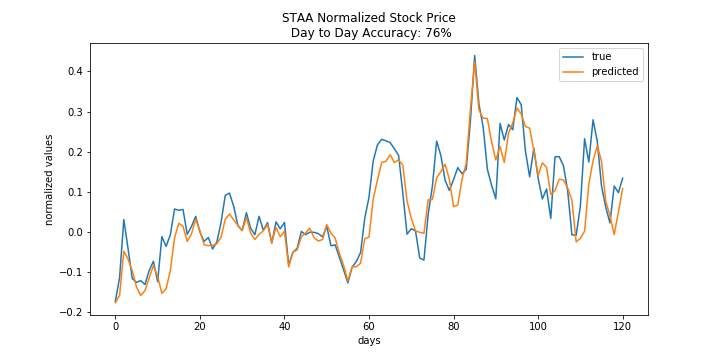 STAA Normalized Stock Price
Day to Day Accuracy: 76%
true
predicted
normalized values
0.4
0.3
0.2
0.1
0.0
−0.1
−0.2
0
20
40
60
80
100
120
days